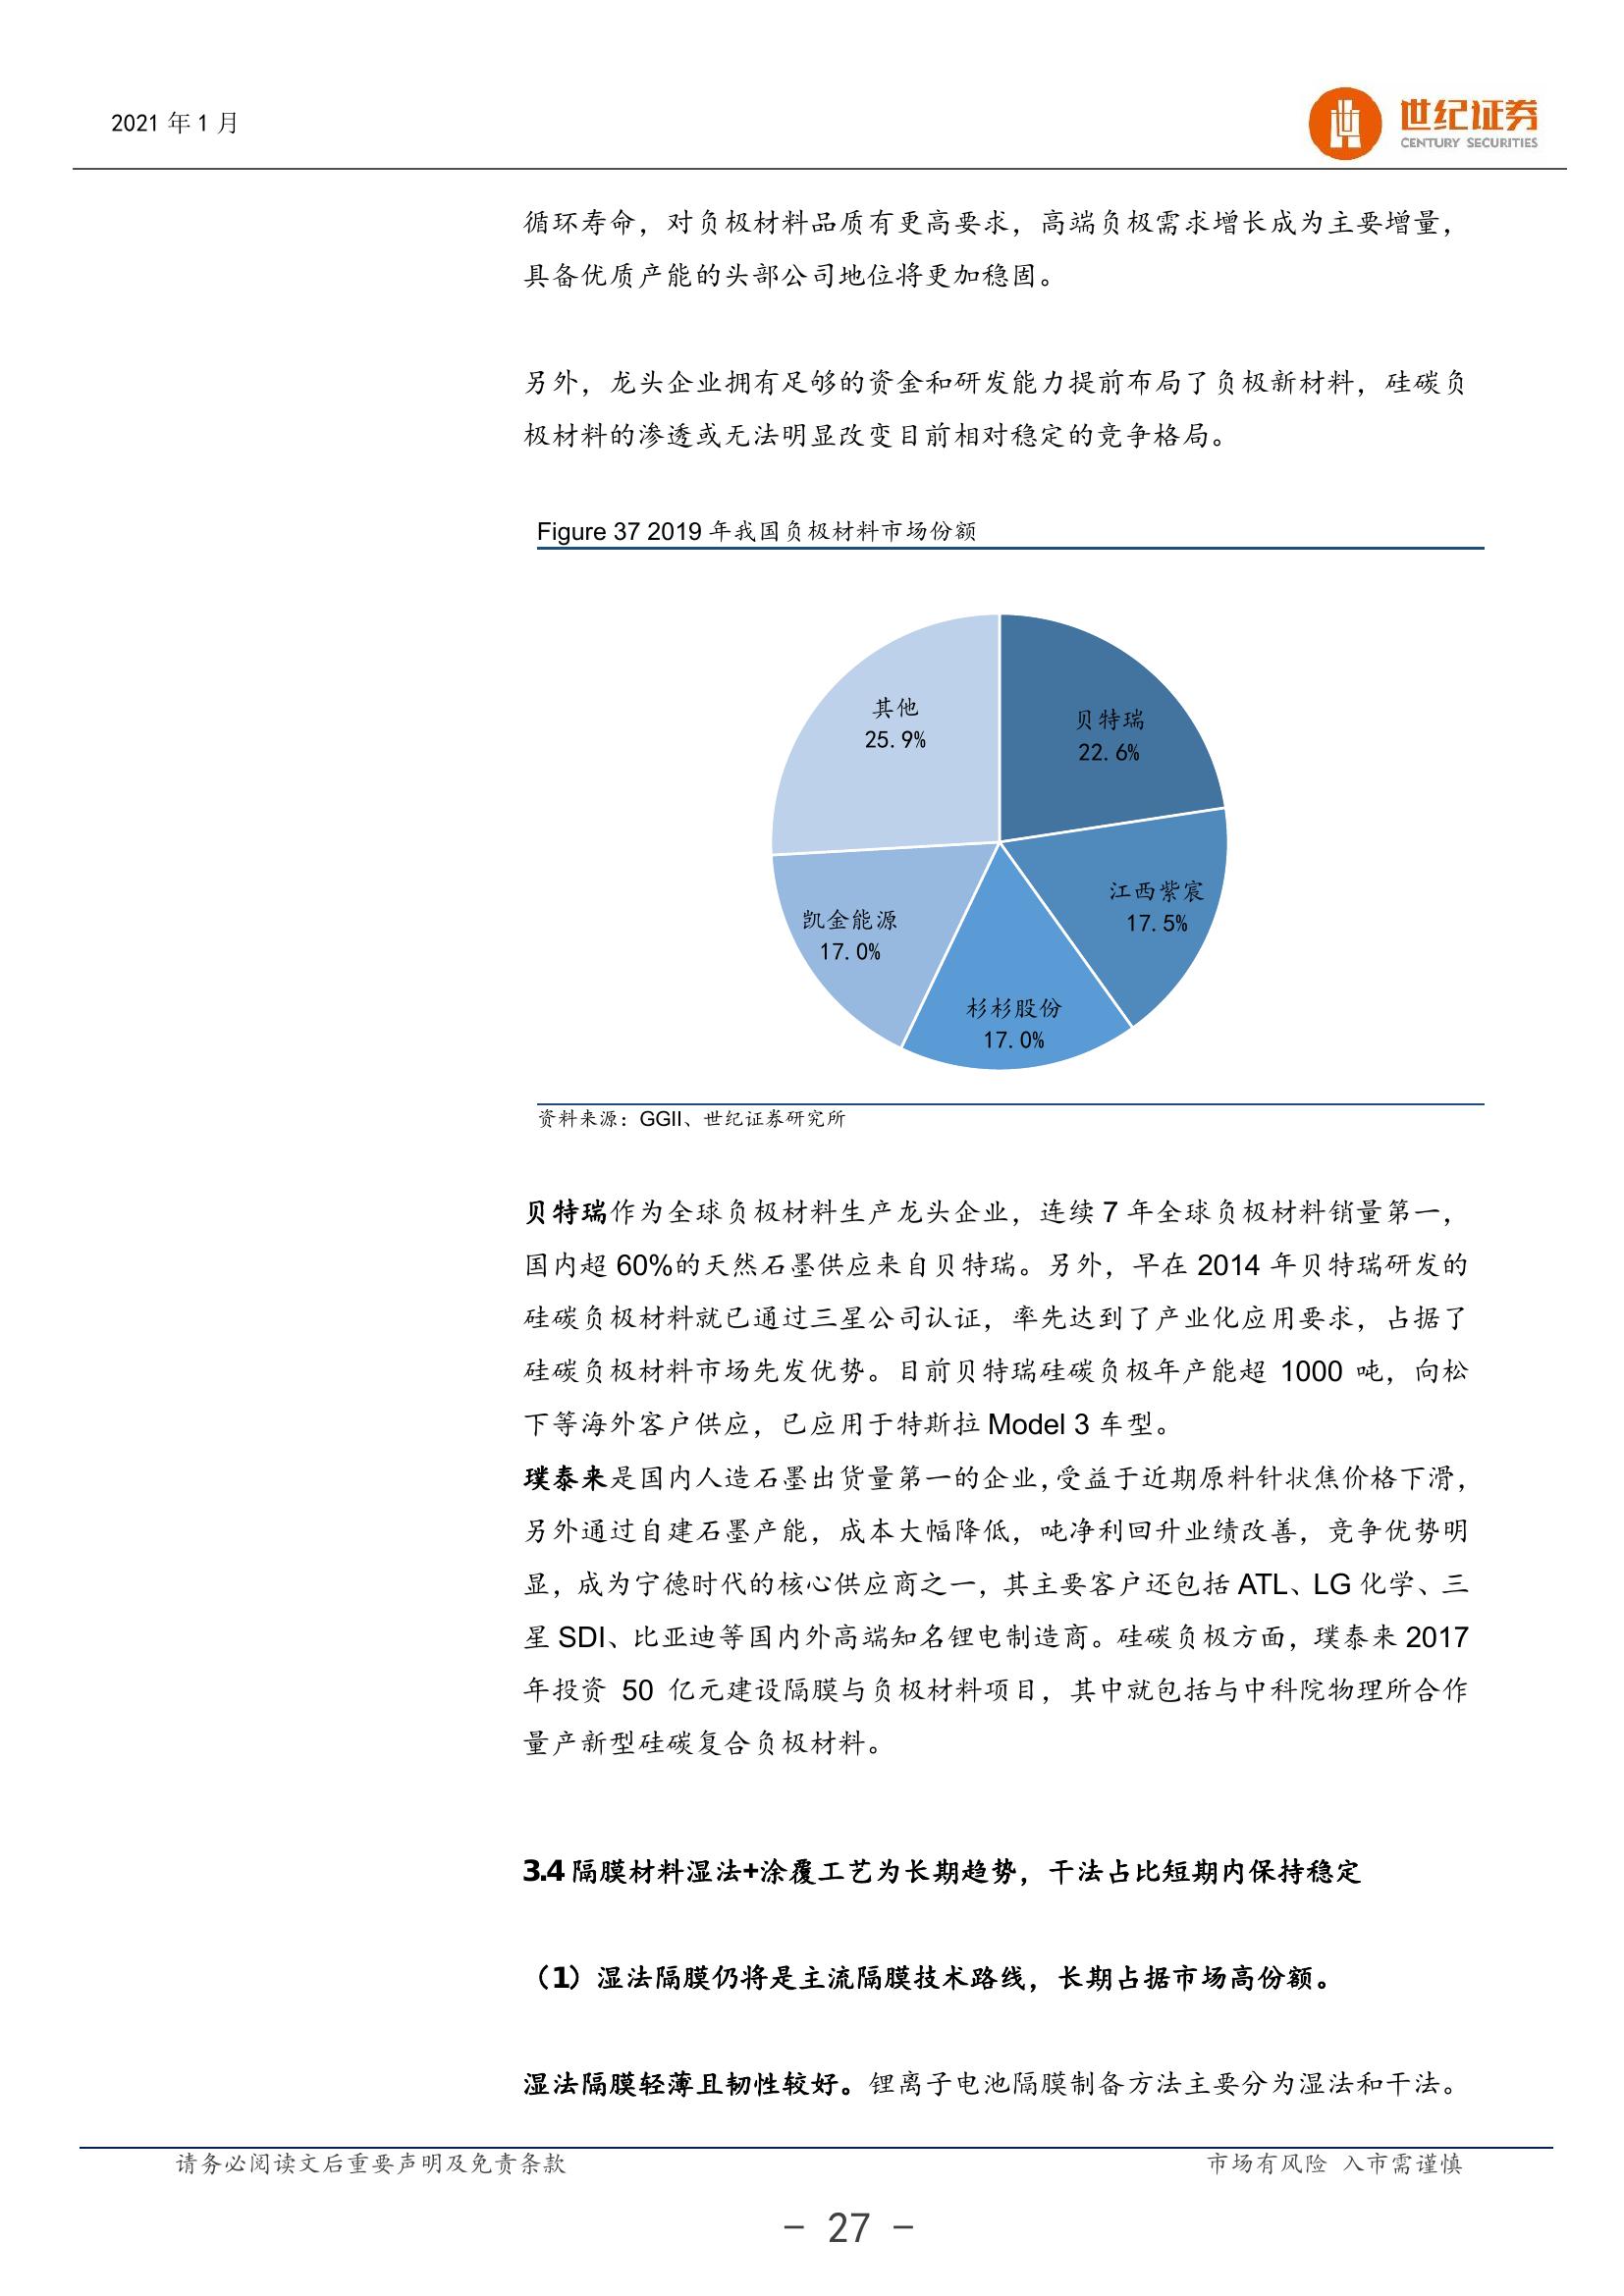 2021 年 1 月
世纪证券
CENTURY SECURITIES
循环寿命，对负极材料品质有更高要求，高端负极需求增长成为主要增量，
具备优质产能的头部公司地位将更加稳固。
另外，龙头企业拥有足够的资金和研发能力提前布局了负极新材料，硅碳负
极材料的渗透或无法明显改变目前相对稳定的竞争格局。
Figure 37 2019 年我国负极材料市场份额
其他
25.9%
贝特瑞
22.6%
江西紫宸
17.5%
凯金能源
17.0%
杉杉股份
17.0%
资料来源：GGII、世纪证券研究所
贝特瑞作为全球负极材料生产龙头企业，连续 7 年全球负极材料销量第一，
国内超 60%的天然石墨供应来自贝特瑞。另外，早在 2014 年贝特瑞研发的
硅碳负极材料就已通过三星公司认证，率先达到了产业化应用要求，占据了
硅碳负极材料市场先发优势。目前贝特瑞硅碳负极年产能超 1000 吨，向松
下等海外客户供应，已应用于特斯拉 Model 3 车型。
璞泰来是国内人造石墨出货量第一的企业,受益于近期原料针状焦价格下滑，
另外通过自建石墨产能，成本大幅降低，吨净利回升业绩改善，竞争优势明
显，成为宁德时代的核心供应商之一，其主要客户还包括 ATL、LG 化学、三
星 SDI、比亚迪等国内外高端知名锂电制造商。硅碳负极方面，璞泰来 2017
年投资 50 亿元建设隔膜与负极材料项目，其中就包括与中科院物理所合作
量产新型硅碳复合负极材料。
3.4 隔膜材料湿法+涂覆工艺为长期趋势，干法占比短期内保持稳定
（1）湿法隔膜仍将是主流隔膜技术路线，长期占据市场高份额。
湿法隔膜轻薄且韧性较好。锂离子电池隔膜制备方法主要分为湿法和干法。
请务必阅读文后重要声明及免责条款
市场有风险 入市需谨慎
- 27 -